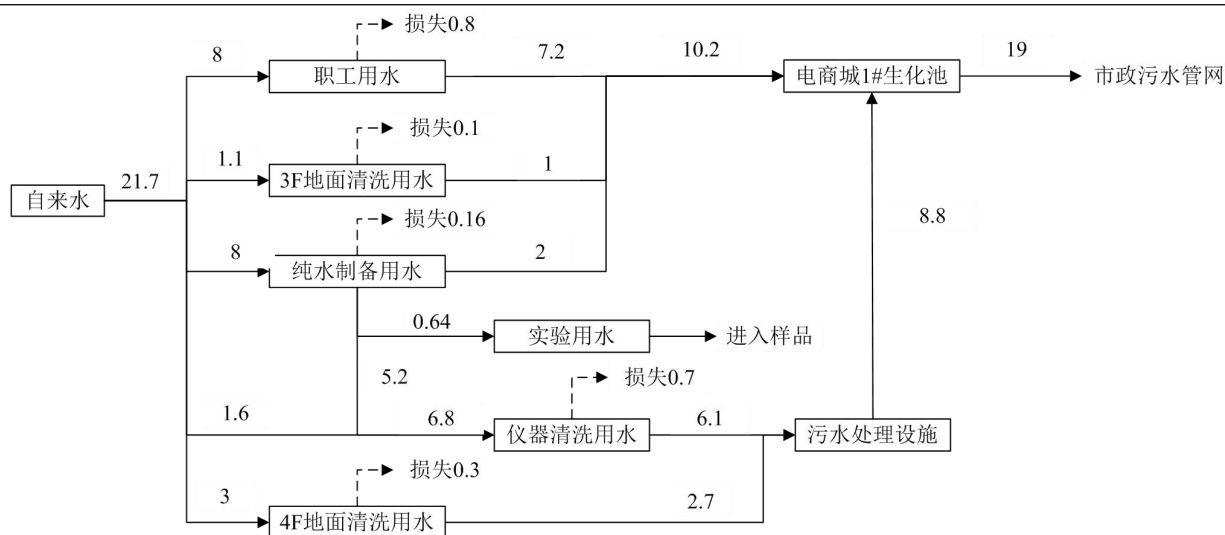 损失0.8
8
7.2
10.2
19
职工用水
电商城1#生化池
市政污水管网
损失0.1
1.1
1
21.7
3F地面清洗用水
自来水
损失0.16
8.8
8
2
纯水制备用水
0.64
实验用水
进入样品
5.2
损失0.7
1.6
6.8
6.1
仪器清洗用水
污水处理设施
损失0.3
3
2.7
4F地面清洗用水